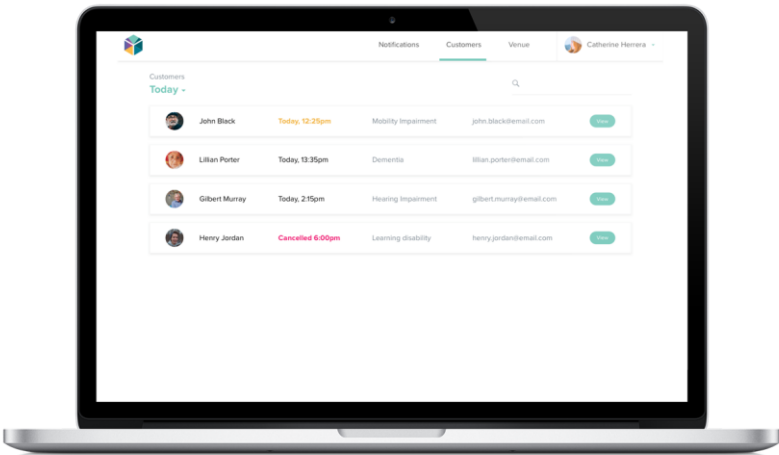 Notifications Customers Venue Catherine Herrera
Customers
Today
John Black Today, 12:25pm Mobility Impairment john.black@email.com View
Lillian Porter Today, 13:35pm Dementia lillian.porter@email.com View
Gilbert Murray Today, 2:15pm Hearing Impairment gilbert.murray@email.com View
Henry Jordan Cancelled 6:00pm Learning disability henry.jordan@email.com View